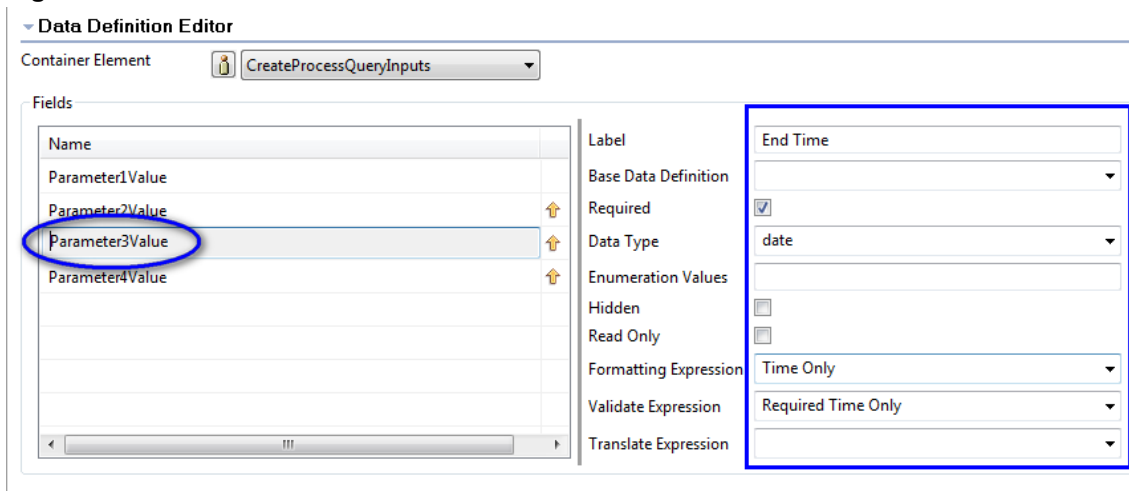 Data Definition Editor
Container Element CreateProcessQueryInputs
Fields
Name
Parameter1Value
Parameter2Value
Parameter3Value
Parameter4Value
Label End Time
Base Data Definition
Required
Data Type date
Enumeration Values
Hidden
Read Only
Formatting Expression Time Only
Validate Expression Required Time Only
Translate Expression